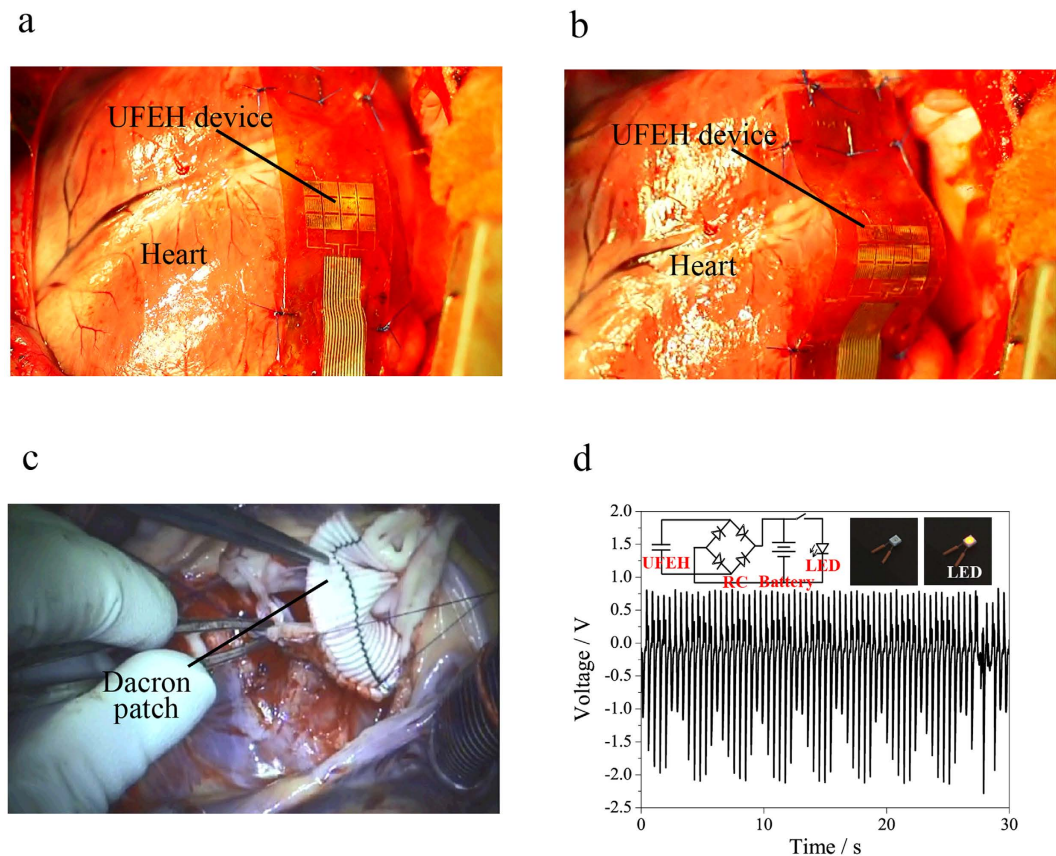 a
b
UFEH device
Heart
UFEH device
Heart
c
Dacron
patch
d
2.0
1.5
1.0
0.5
0.0
-0.5
-1.0
-1.5
-2.0
-2.5
Voltage / V
UFEH
RC
Battery
LED
LED
0
10
20
30
Time / s